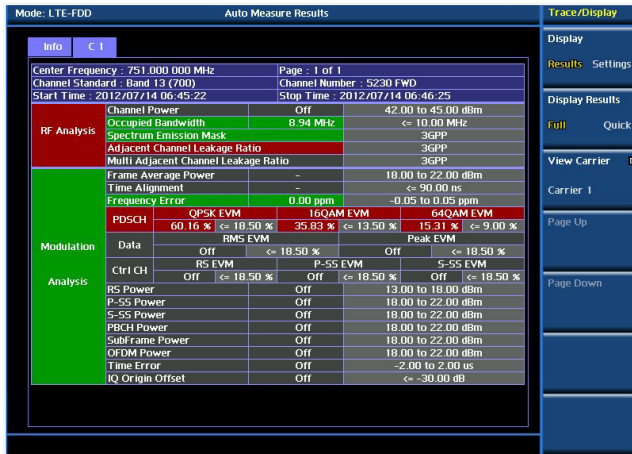 Mode: LTE-FDD
Auto Measure Results
Trace/Display
Info
C 1
Center Frequency : 751.000 000 MHz
Page : 1 of 1
Channel Standard : Band 13 (700)
Channel Number : 5230 FWD
Start Time : 2012/07/14 06:45:22
Stop Time : 2012/07/14 06:46:25
RF Analysis
Channel Power Off 42.00 to 45.00 dBm
Occupied Bandwidth 8.94 MHz <= 10.00 MHz
Spectrum Emission Mask 3GPP
Adjacent Channel Leakage Ratio 3GPP
Multi Adjacent Channel Leakage Ratio 3GPP
Modulation
Analysis
Frame Average Power - 18.00 to 22.00 dBm
Time Alignment - <= 90.00 ns
Frequency Error 0.00 ppm -0.05 to 0.05 ppm
PDSCH
QPSK EVM 16QAM EVM 64QAM EVM
60.16 % <= 18.50 % 35.83 % <= 13.50 % 15.31 % <= 9.00 %
Data
RMS EVM Peak EVM
Off <= 18.50 % Off <= 18.50 %
Ctrl CH
RS EVM P-SS EVM S-SS EVM
Off <= 18.50 % Off <= 18.50 % Off <= 18.50 %
RS Power Off 13.00 to 18.00 dBm
P-SS Power Off 18.00 to 22.00 dBm
S-SS Power Off 18.00 to 22.00 dBm
PBCH Power Off 18.00 to 22.00 dBm
SubFrame Power Off 18.00 to 22.00 dBm
OFDM Power Off 18.00 to 22.00 dBm
Time Error Off -2.00 to 2.00 us
IQ Origin Offset Off <= -30.00 dB
Display
Results Settings
Display Results
Full Quick
View Carrier
Carrier 1
Page Up
Page Down